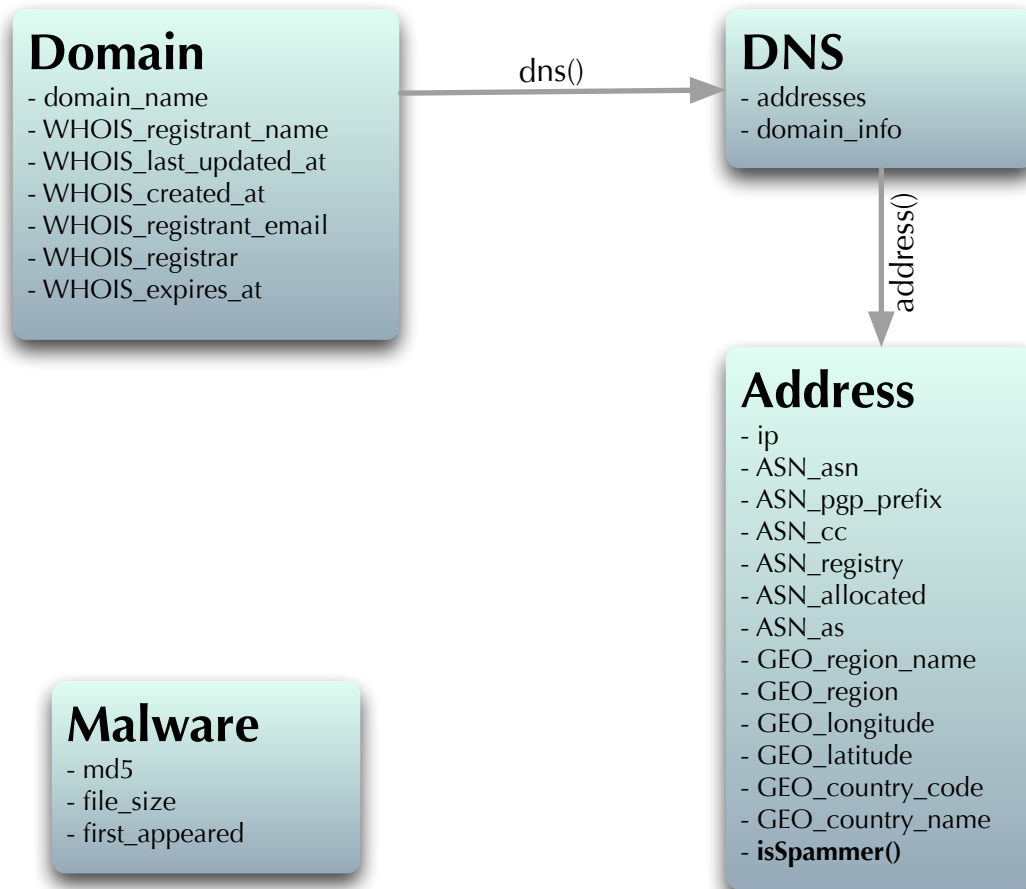 Domain
- domain_name
- WHOIS_registrant_name
- WHOIS_last_updated_at
- WHOIS_created_at
- WHOIS_registrant_email
- WHOIS_registrar
- WHOIS_expires_at
dns()
DNS
- addresses
- domain_info
address()
Address
- ip
- ASN_asn
- ASN_pgp_prefix
- ASN_cc
- ASN_registry
- ASN_allocated
- ASN_as
- GEO_region_name
- GEO_region
- GEO_longitude
- GEO_latitude
- GEO_country_code
- GEO_country_name
- isSpammer()
Malware
- md5
- file_size
- first_appeared